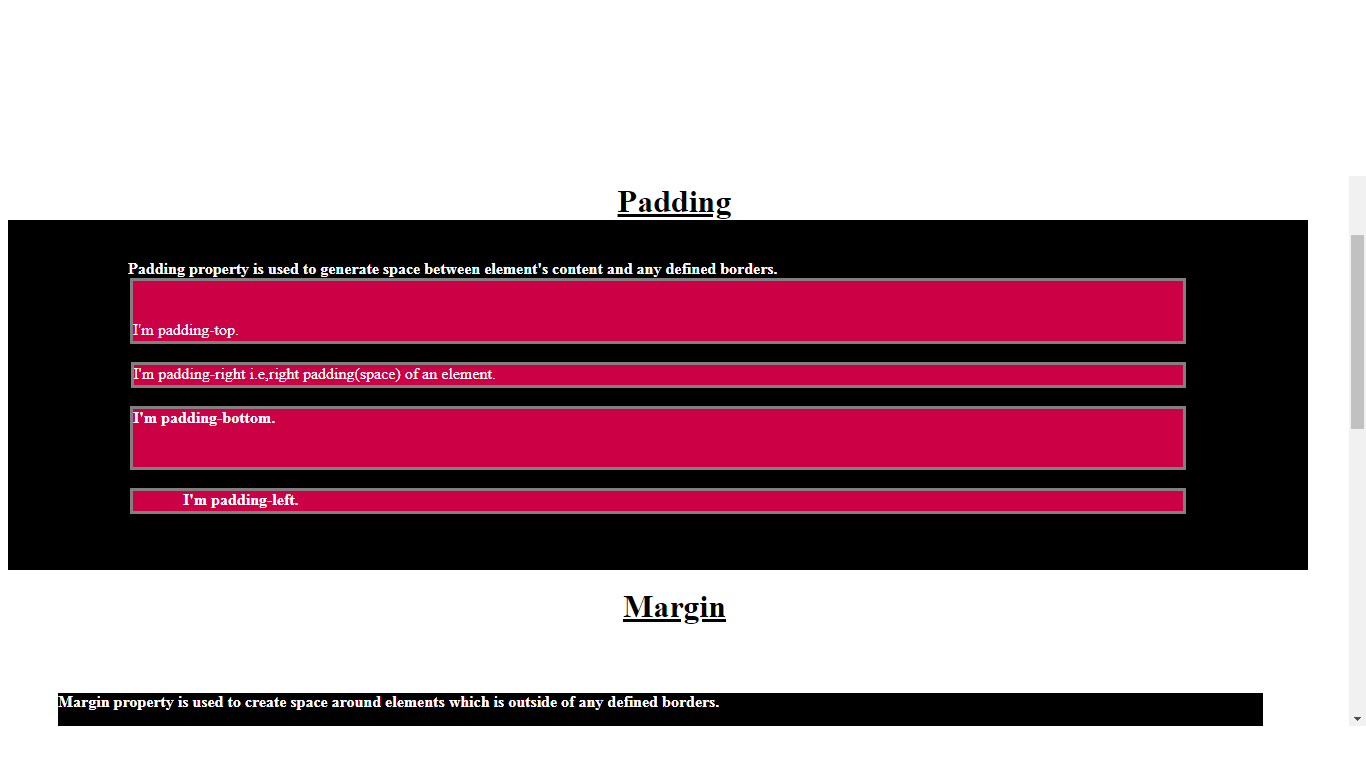 Padding
Padding property is used to generate space between element's content and any defined borders.
I'm padding-top.
I'm padding-right i.e,right padding(space) of an element.
I'm padding-bottom.
I'm padding-left.
Margin
Margin property is used to create space around elements which is outside of any defined borders.